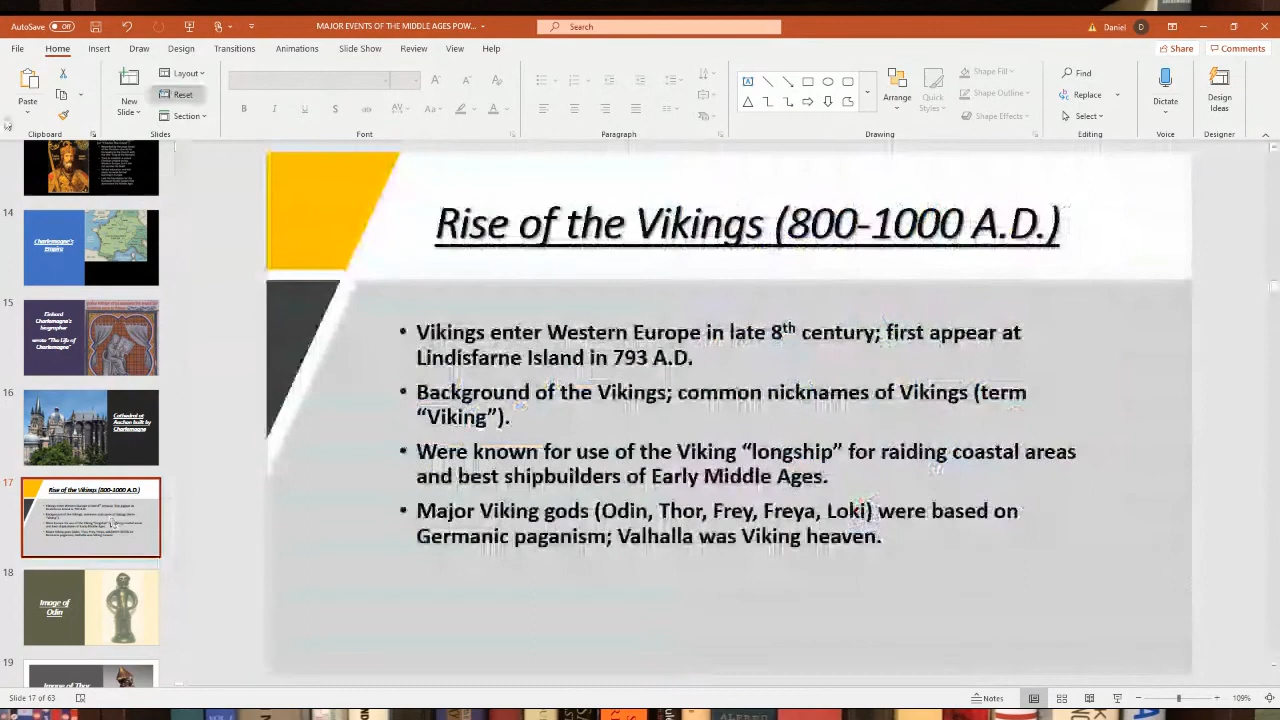 AutoSave Off
MAJOR EVENTS OF THE MIDDLE AGES POW...
Search
Daniel D
File Home Insert Draw Design Transitions Animations Slide Show Review View Help
Share Comments
Paste
New
Slide
Layout
Reset
Section
Arrange
Quick
Styles
Shape Fill
Shape Outline
Shape Effects
Find
Replace
Select
Dictate
Design
Ideas
Clipboard Slides Font Paragraph Drawing Editing Voice Designer
14
Charlemagne's
Empire
15
Einhard
Charlemagne's
biographer
wrote "The Life of
Charlemagne"
16
Cathedral at
Aachen built by
Charlemagne
17
Rise of the Vikings (800-1000 A.D.)
18
Image of
Odin
19
Image of Thor
Rise of the Vikings (800-1000 A.D.)
• Vikings enter Western Europe in late 8th century; first appear at
Lindisfarne Island in 793 A.D.
• Background of the Vikings; common nicknames of Vikings (term
“Viking”).
• Were known for use of the Viking “longship” for raiding coastal areas
and best shipbuilders of Early Middle Ages.
• Major Viking gods (Odin, Thor, Frey, Freya, Loki) were based on
Germanic paganism; Valhalla was Viking heaven.
Slide 17 of 63
Notes
109%